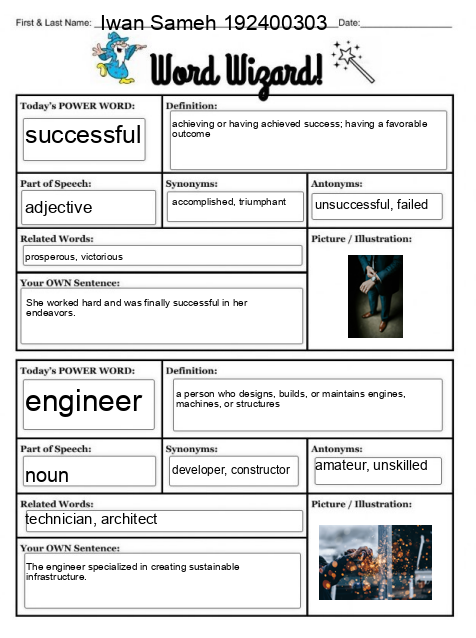 First & Last Name: Iwan Sameh 192400303 Date:
Word Wizard!
Today's POWER WORD:
successful
Definition:
achieving or having achieved success; having a favorable
outcome
Part of Speech:
adjective
Synonyms:
accomplished, triumphant
Antonyms:
unsuccessful, failed
Related Words:
prosperous, victorious
Your OWN Sentence:
She worked hard and was finally successful in her
endeavors.
Picture / Illustration:
Today's POWER WORD:
engineer
Definition:
a person who designs, builds, or maintains engines,
machines, or structures
Part of Speech:
noun
Synonyms:
developer, constructor
Antonyms:
amateur, unskilled
Related Words:
technician, architect
Your OWN Sentence:
The engineer specialized in creating sustainable
infrastructure.
Picture / Illustration: